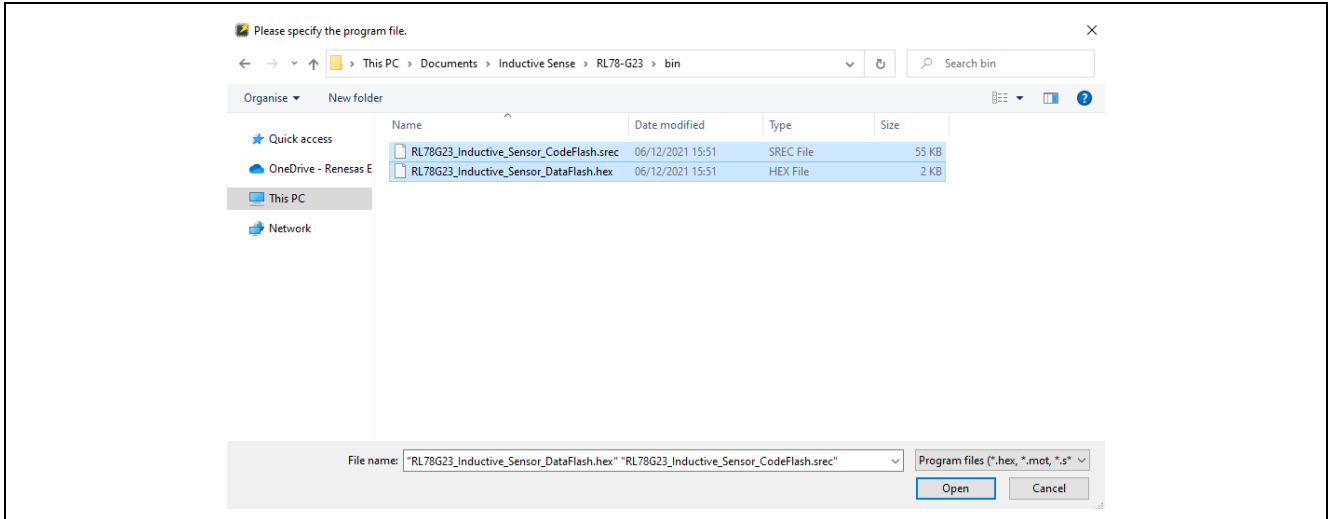 Please specify the program file.
This PC › Documents › Inductive Sense › RL78-G23 › bin
Search bin
Organise
New folder
Name Date modified Type Size
Quick access
OneDrive - Renesas E
This PC
Network
RL78G23_Inductive_Sensor_CodeFlash.srec 06/12/2021 15:51 SREC File 55 KB
RL78G23_Inductive_Sensor_DataFlash.hex 06/12/2021 15:51 HEX File 2 KB
File name: "RL78G23_Inductive_Sensor_DataFlash.hex" "RL78G23_Inductive_Sensor_CodeFlash.srec"
Program files (*.hex, *.mot, *.s*
Open Cancel